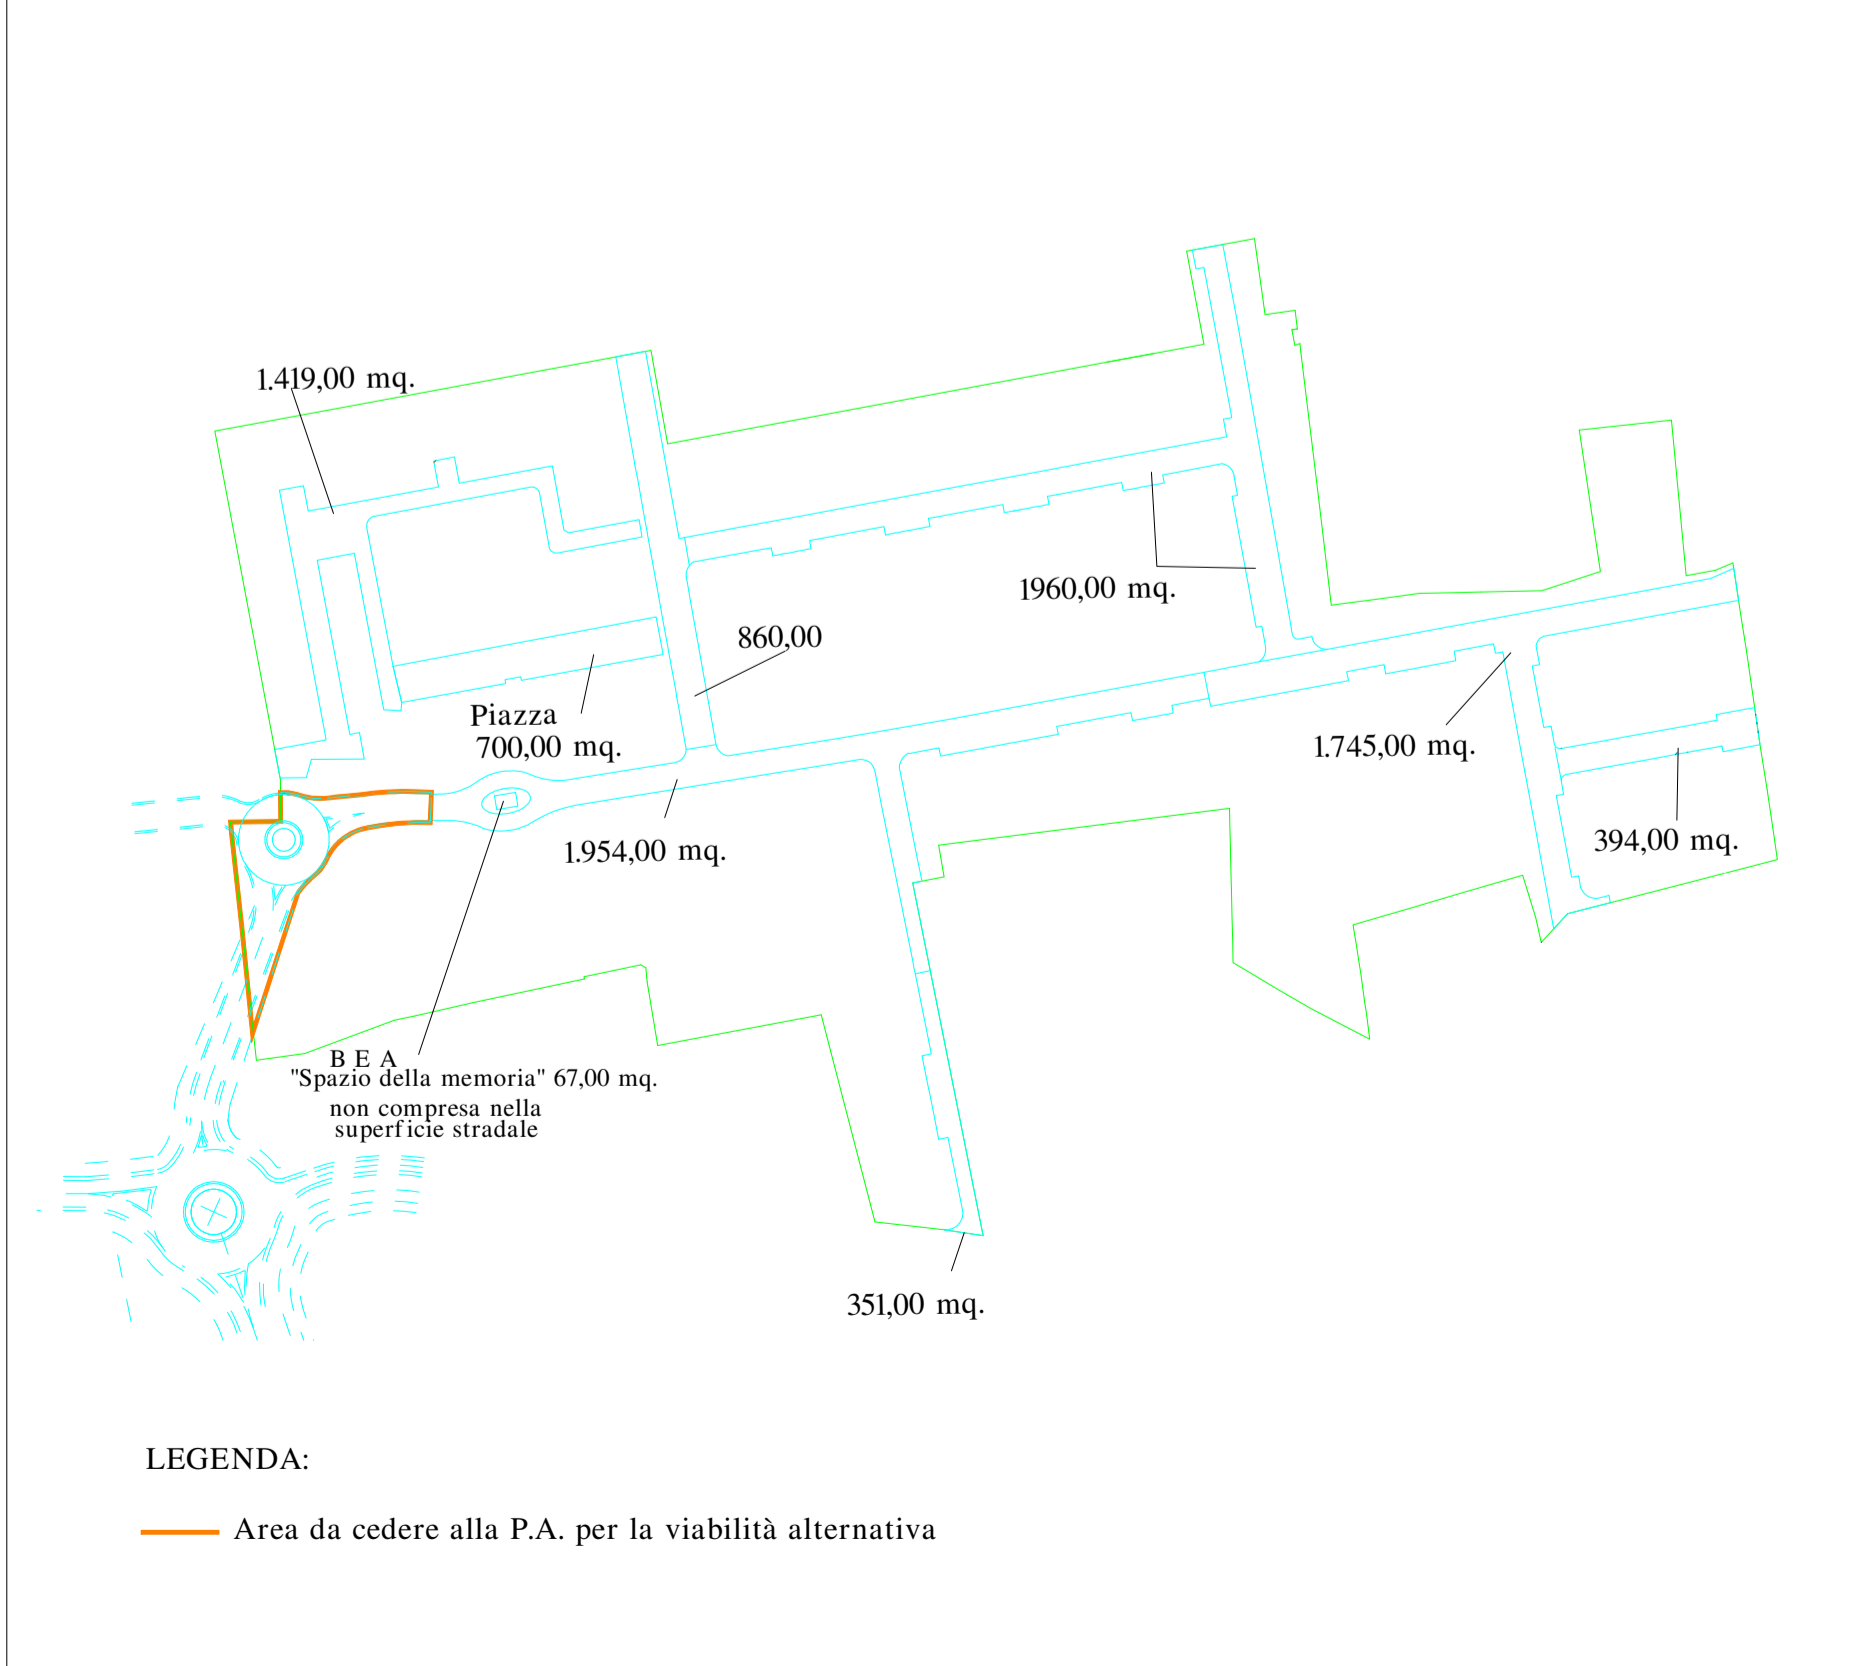 1.419,00 mq.
1960,00 mq.
860,00
Piazza
700,00 mq.
1.745,00 mq.
1.954,00 mq.
394,00 mq.
B E A
"Spazio della memoria" 67,00 mq.
non compresa nella
superficie stradale
351,00 mq.
LEGENDA:
Area da cedere alla P.A. per la viabilità alternativa